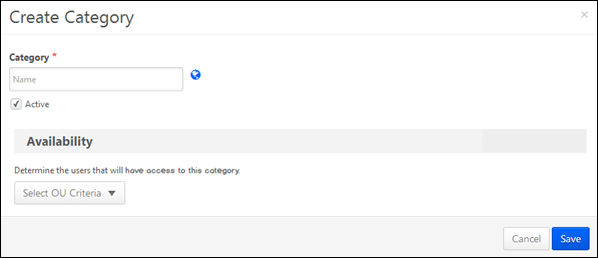 Create Category
Category *
Name
Active
Availability
Determine the users that will have access to this category.
Select OU Criteria
Cancel Save